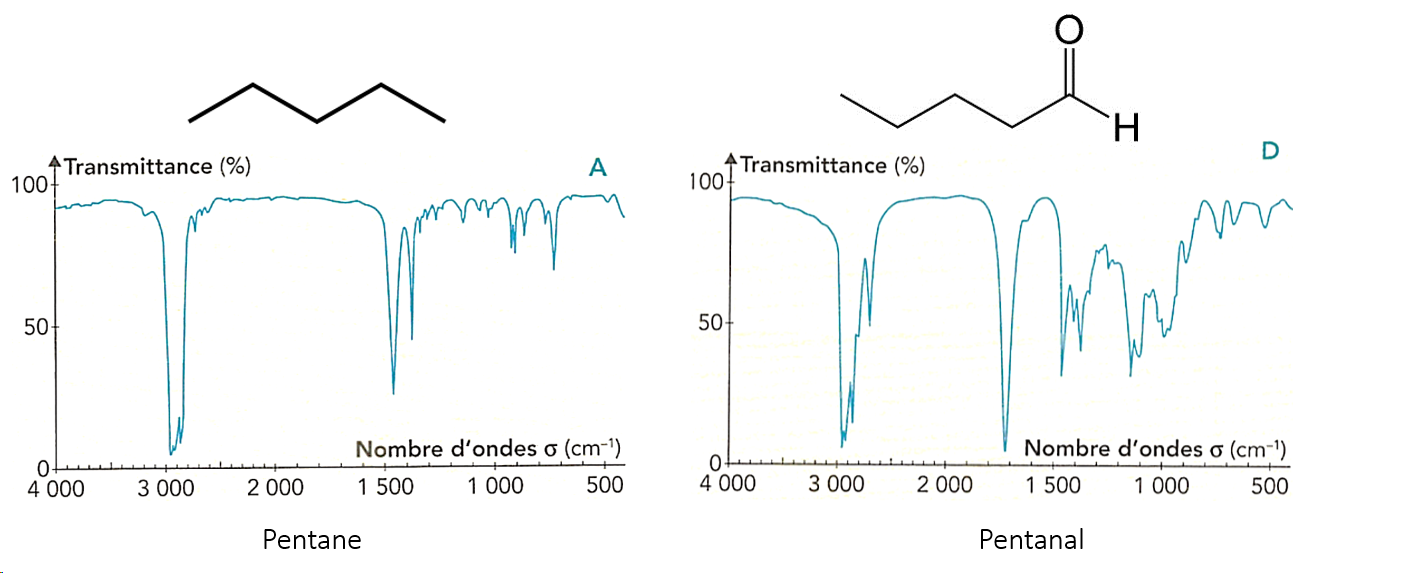 O
H
Transmittance (%)
A
100
50
0
Nombre d'ondes σ (cm⁻¹)
4 000 3 000 2 000 1 500 1 000 500
Pentane
Transmittance (%)
D
100
50
0
Nombre d'ondes σ (cm⁻¹)
4 000 3 000 2 000 1 500 1 000 500
Pentanal